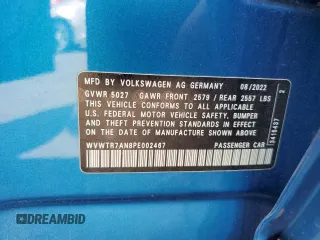 MFD BY VOLKSWAGEN AG GERMANY 08/2022
GVWR 5027 GAWR FRONT 2579 / REAR 2557 LBS
THIS VEHICLE CONFORMS TO ALL APPLICABLE
U.S. FEDERAL MOTOR VEHICLE SAFETY, BUMPER
AND THEFT PREVENTION STANDARDS IN EFFECT ON
THE DATE OF MANUFACTURE SHOWN ABOVE.
WVWTR7AN8PE002467 PASSENGER CAR
3415437
DREAMBID